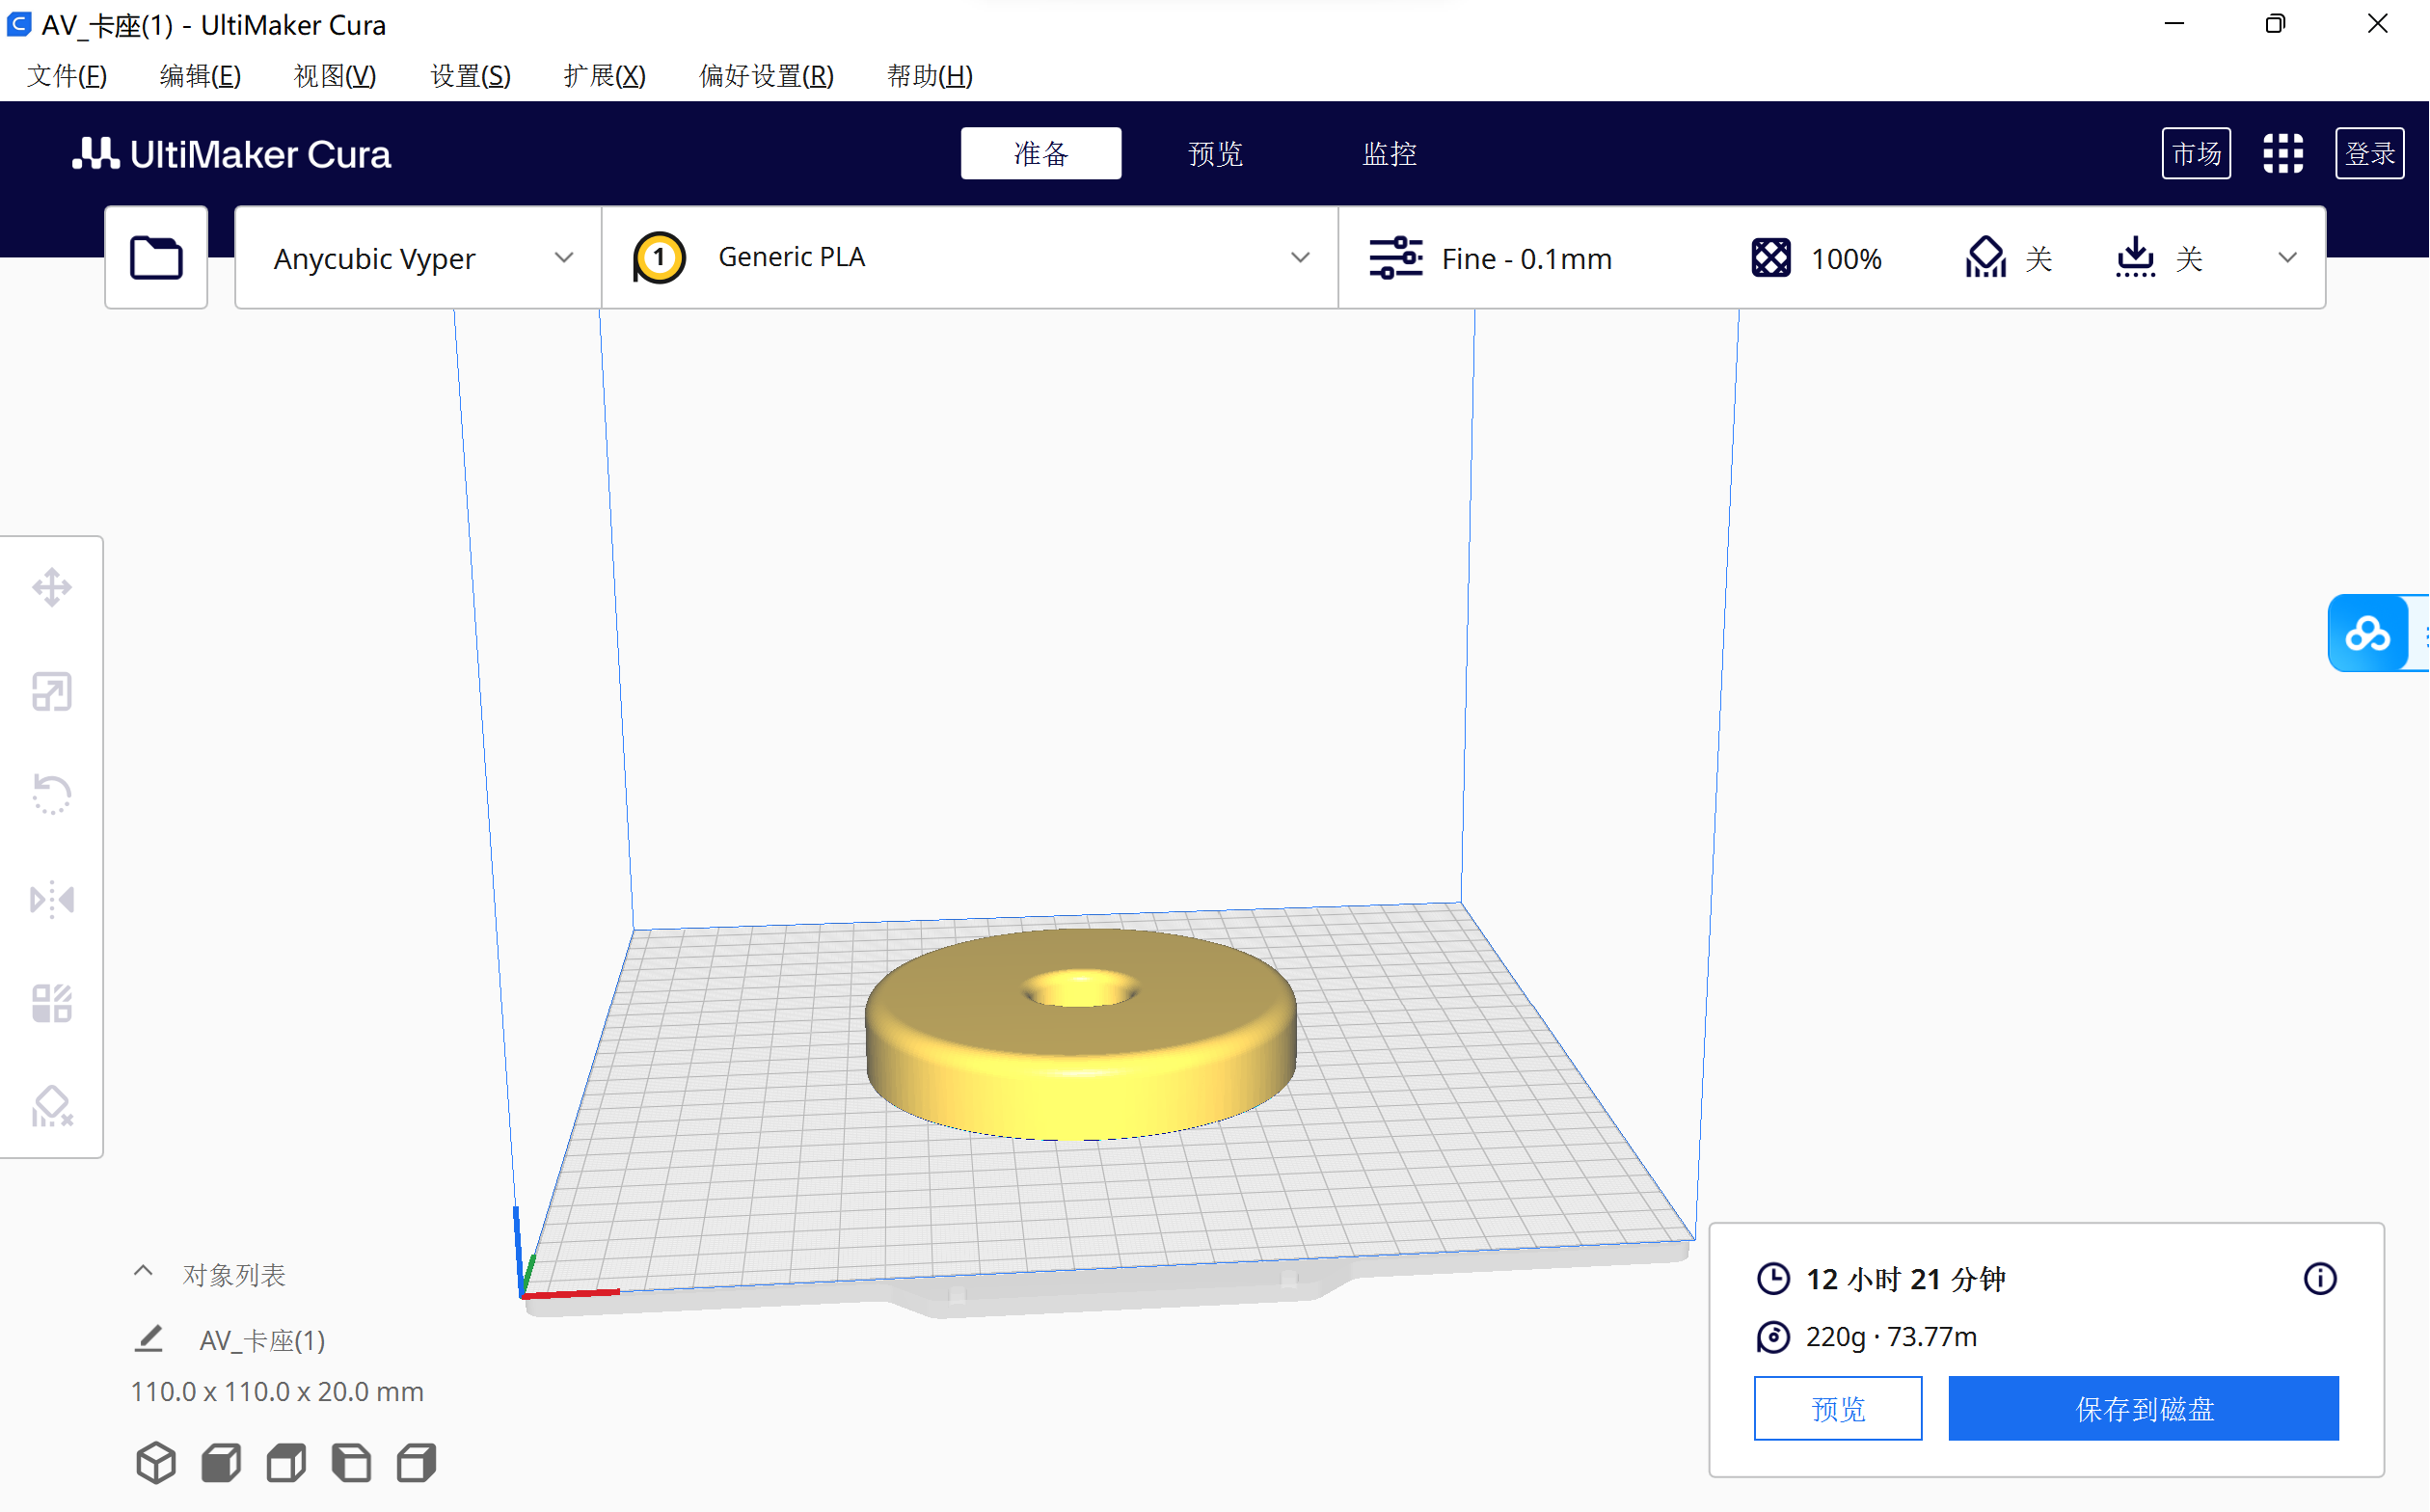 AV_卡座(1) - UltiMaker Cura
文件(F) 编辑(E) 视图(V) 设置(S) 扩展(X) 偏好设置(R) 帮助(H)
UltiMaker Cura 准备 预览 监控 市场 登录
Anycubic Vyper 1 Generic PLA Fine - 0.1mm 100% 关 关
对象列表
AV_卡座(1)
110.0 x 110.0 x 20.0 mm
12 小时 21 分钟
220g · 73.77m
预览 保存到磁盘